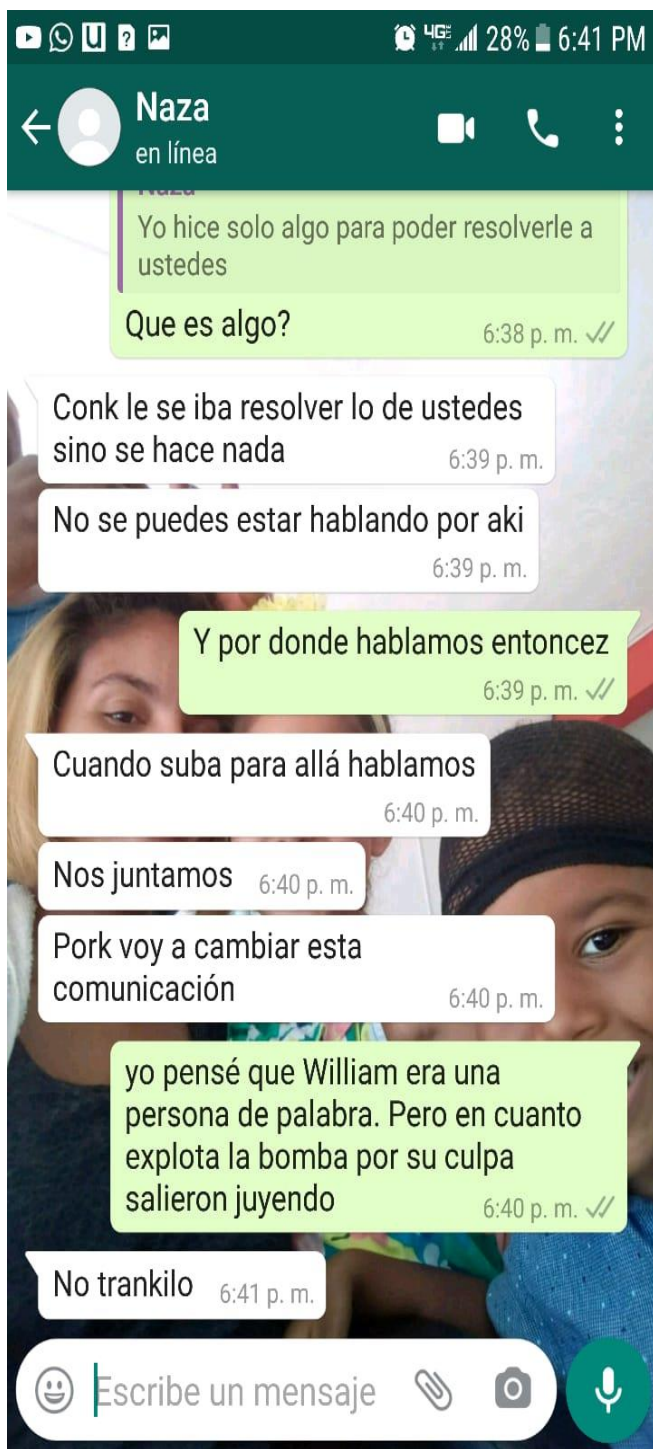 28% 6:41 PM
Naza
en línea
Naza
Yo hice solo algo para poder resolverle a
ustedes
Que es algo?
6:38 p. m.
Conk le se iba resolver lo de ustedes
sino se hace nada
6:39 p. m.
No se puedes estar hablando por aki
6:39 p. m.
Y por donde hablamos entoncez
6:39 p. m.
Cuando suba para allá hablamos
6:40 p. m.
Nos juntamos 6:40 p. m.
Pork voy a cambiar esta
comunicación
6:40 p. m.
yo pensé que William era una
persona de palabra. Pero en cuanto
explota la bomba por su culpa
salieron juyendo
6:40 p. m.
No trankilo 6:41 p. m.
Escribe un mensaje